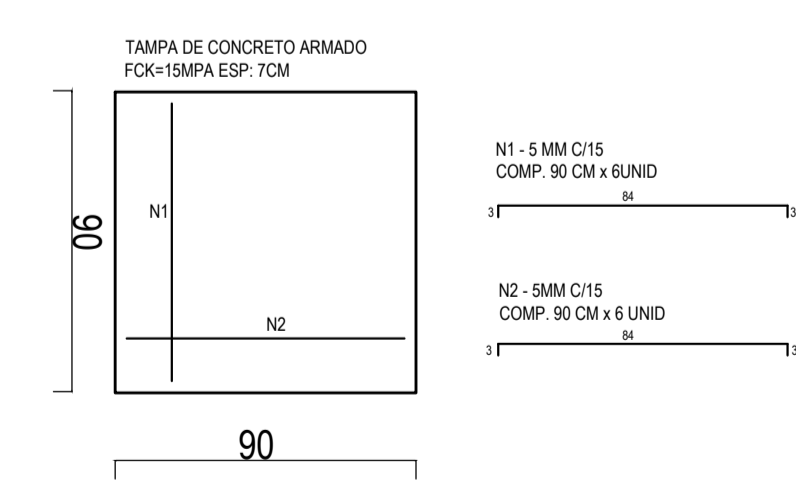 TAMPA DE CONCRETO ARMADO
FCK=15MPA ESP: 7CM
N1
N2
90
90
N1 - 5 MM C/15
COMP. 90 CM x 6UNID
84
3
3
N2 - 5MM C/15
COMP. 90 CM x 6 UNID
84
3
3